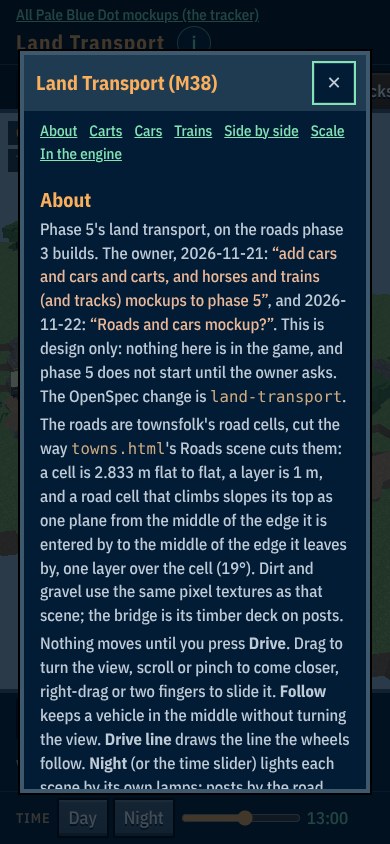 All Pale Blue Dot mockups (the tracker)
Land Transport
i
Land Transport (M38)
×
About Carts Cars Trains Side by side Scale
In the engine
About
Phase 5's land transport, on the roads phase
3 builds. The owner, 2026-11-21: “add cars
and cars and carts, and horses and trains
(and tracks) mockups to phase 5”, and 2026-
11-22: “Roads and cars mockup?”. This is
design only: nothing here is in the game, and
phase 5 does not start until the owner asks.
The OpenSpec change is land-transport.
The roads are townsfolk's road cells, cut the
way towns.html's Roads scene cuts them:
a cell is 2.833 m flat to flat, a layer is 1 m,
and a road cell that climbs slopes its top as
one plane from the middle of the edge it is
entered by to the middle of the edge it leaves
by, one layer over the cell (19°). Dirt and
gravel use the same pixel textures as that
scene; the bridge is its timber deck on posts.
Nothing moves until you press Drive. Drag to
turn the view, scroll or pinch to come closer,
right-drag or two fingers to slide it. Follow
keeps a vehicle in the middle without turning
the view. Drive line draws the line the wheels
follow. Night (or the time slider) lights each
scene by its own lamps: posts by the road
TIME Day Night 13:00